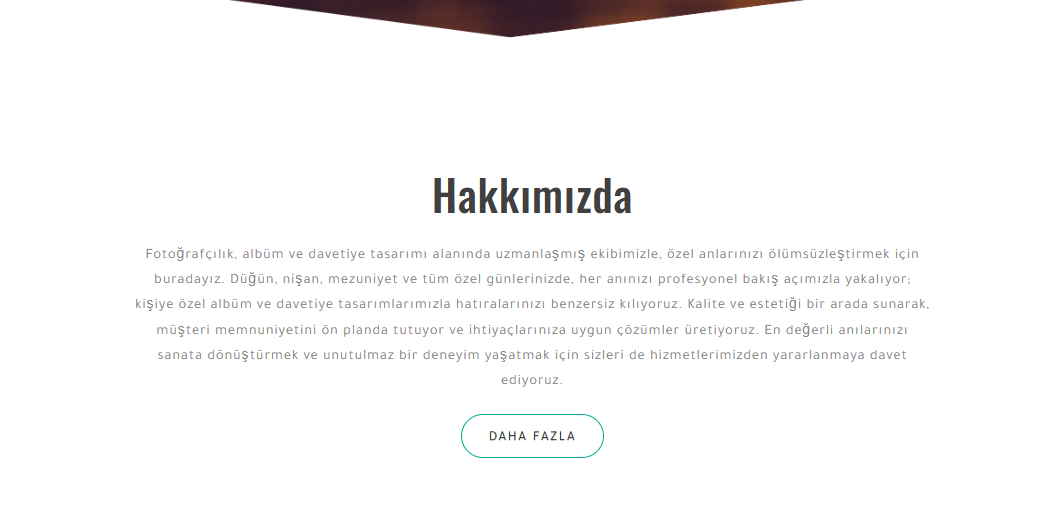 Hakkımızda
Fotoğrafçılık, albüm ve davetiye tasarımı alanında uzmanlaşmış ekibimizle, özel anlarınızı ölümsüzleştirmek için
buradayız. Düğün, nişan, mezuniyet ve tüm özel günlerinizde, her anınızı profesyonel bakış açımızla yakalıyor;
kişiye özel albüm ve davetiye tasarımlarımızla hatıralarınızı benzersiz kılıyoruz. Kalite ve estetiği bir arada sunarak,
müşteri memnuniyetini ön planda tutuyor ve ihtiyaçlarınıza uygun çözümler üretiyoruz. En değerli anılarınızı
sanata dönüştürmek ve unutulmaz bir deneyim yaşatmak için sizleri de hizmetlerimizden yararlanmaya davet
ediyoruz.
DAHA FAZLA